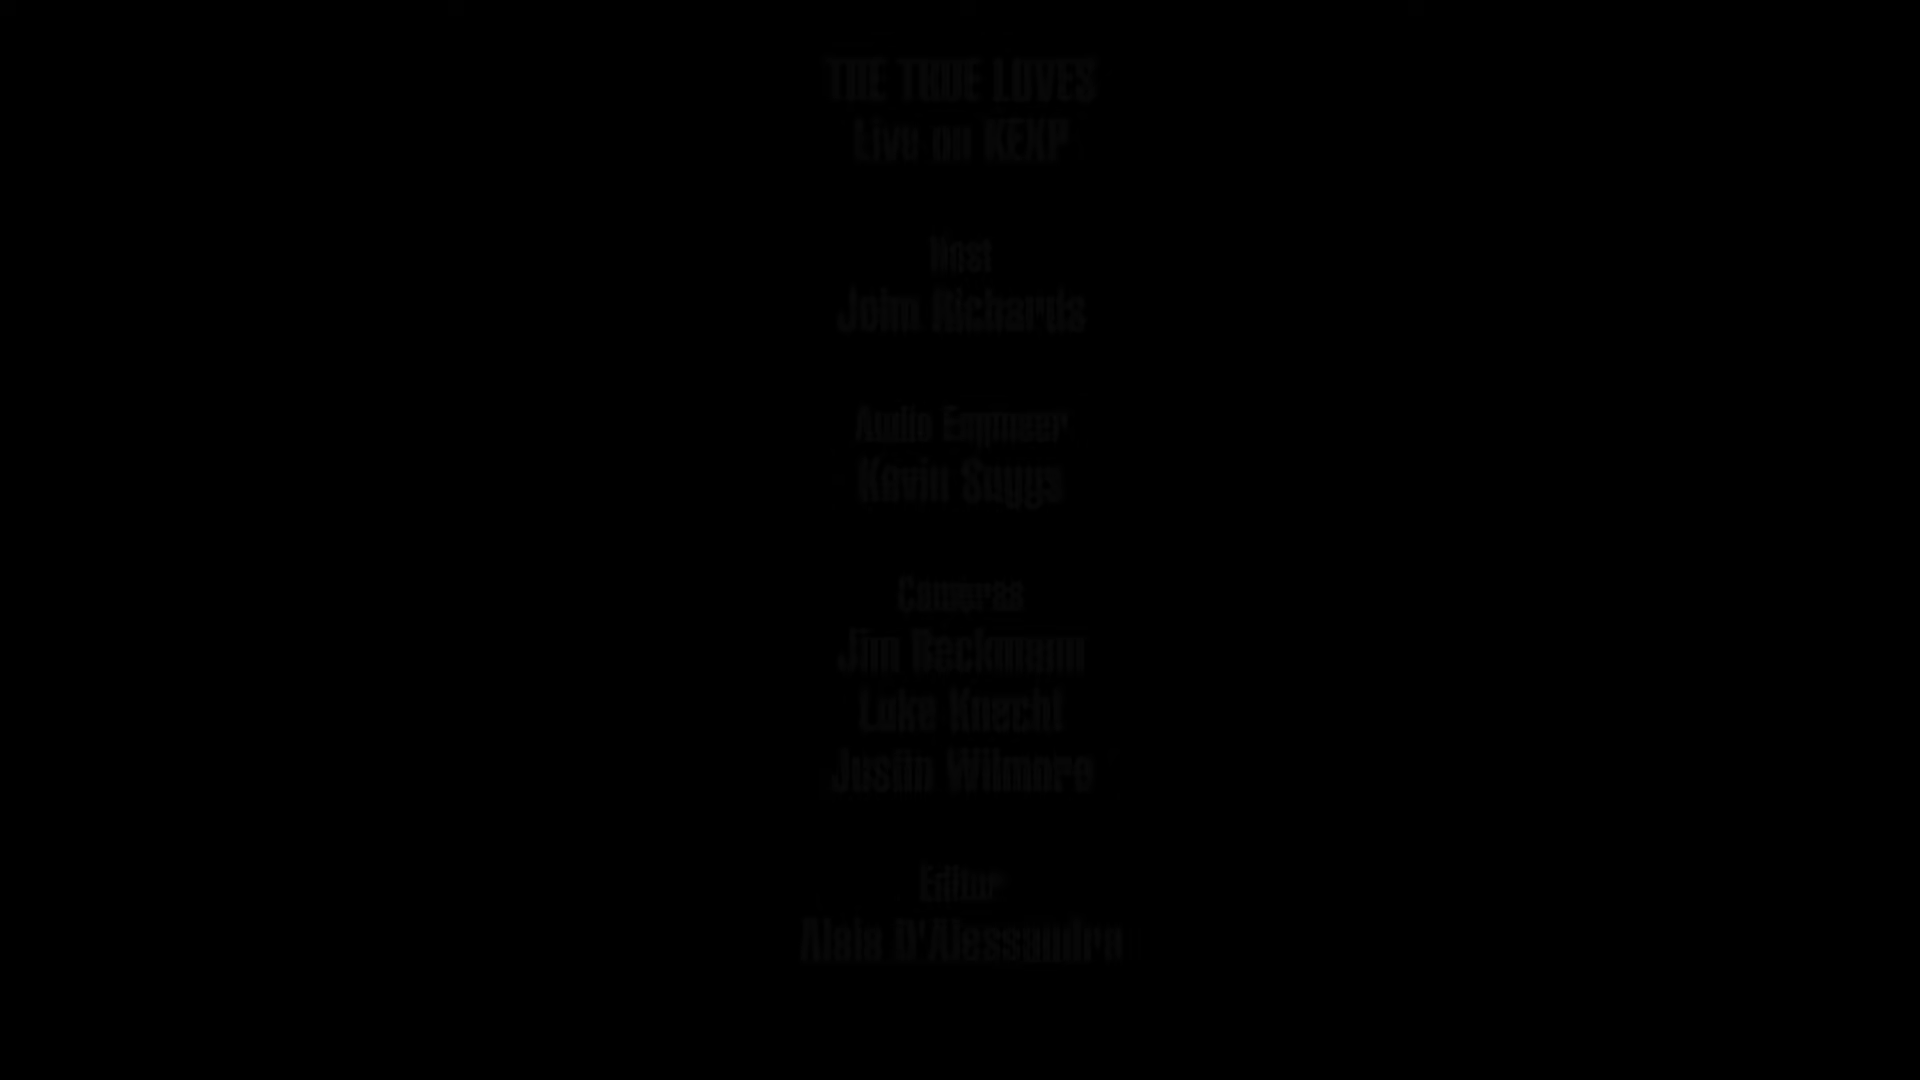 THE TRUE LOVES
Live on KEXP
Host
John Richards
Audio Engineer
Kevin Suggs
Cameras
Jim Beckmann
Luke Knecht
Justin Wilmore
Editor
Alaia D'Alessandro